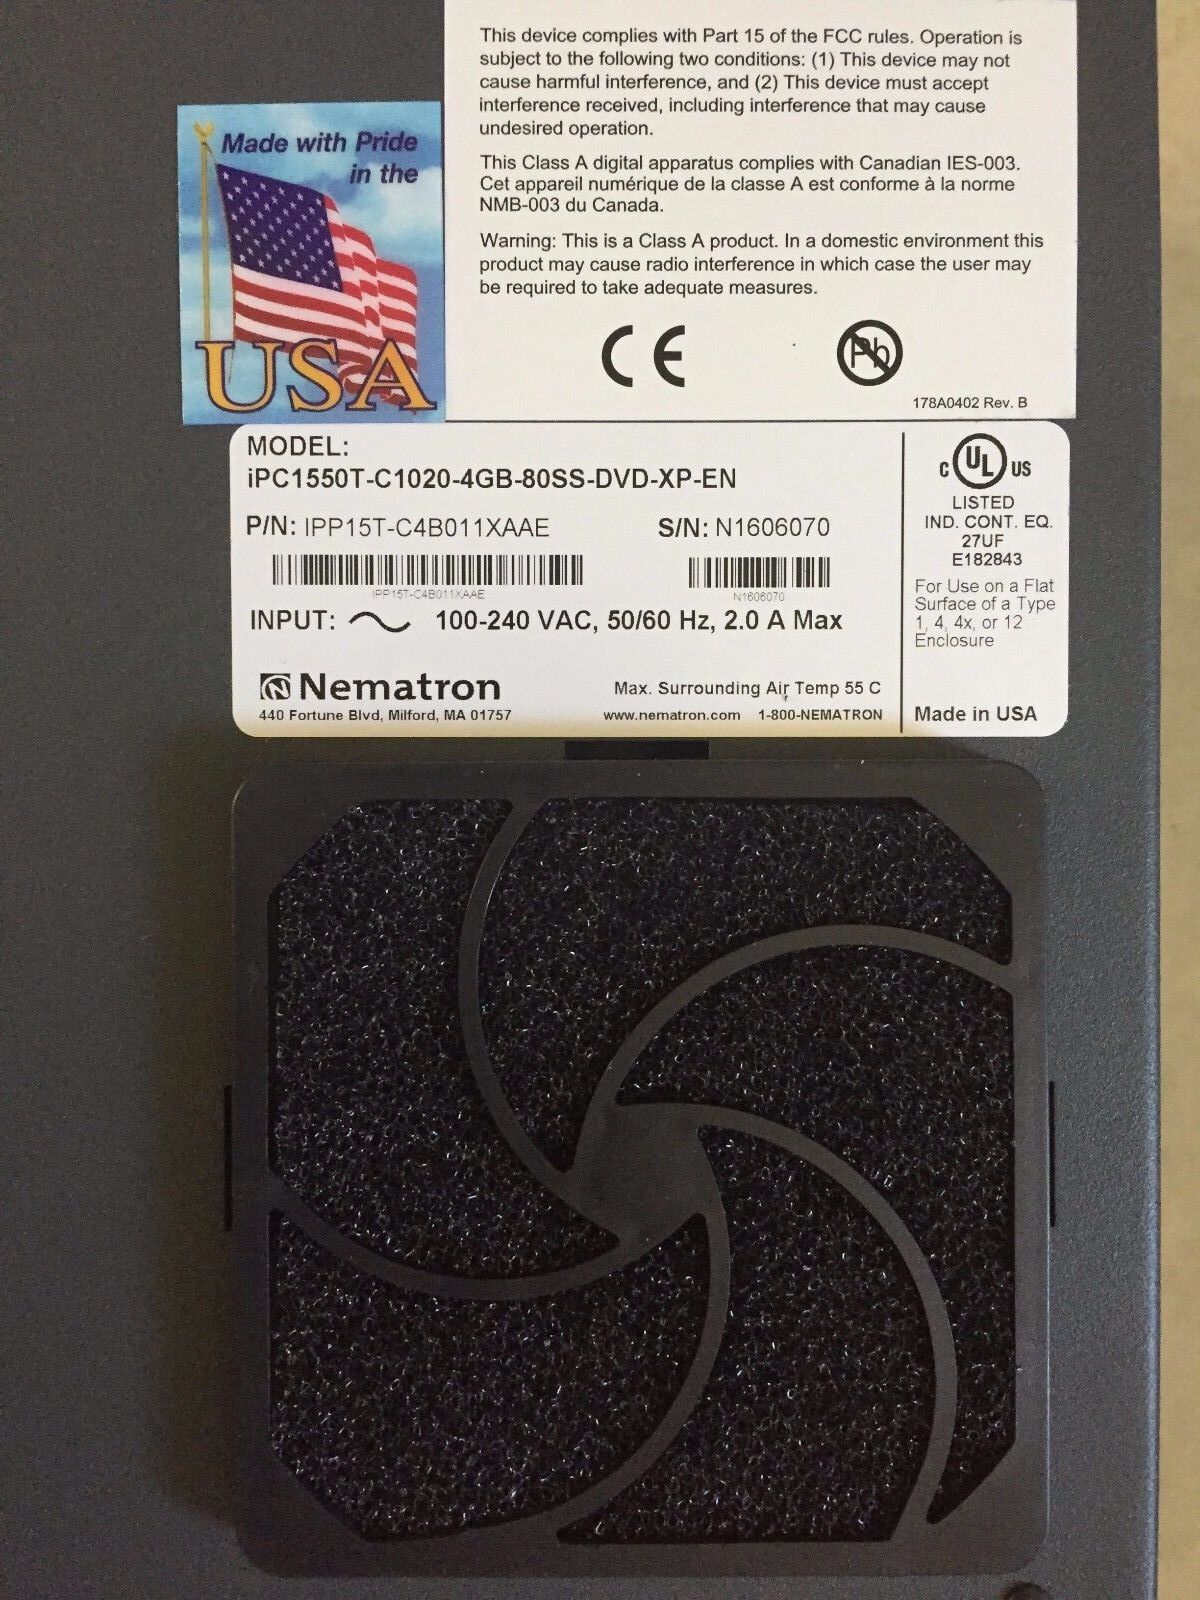 This device complies with Part 15 of the FCC rules. Operation is
subject to the following two conditions: (1) This device may not
cause harmful interference, and (2) This device must accept
interference received, including interference that may cause
undesired operation.
This Class A digital apparatus complies with Canadian IES-003.
Cet appareil numérique de la classe A est conforme à la norme
NMB-003 du Canada.
Warning: This is a Class A product. In a domestic environment this
product may cause radio interference in which case the user may
be required to take adequate measures.
CE
Pb
178A0402 Rev. B
Made with Pride
in the
USA
MODEL:
iPC1550T-C1020-4GB-80SS-DVD-XP-EN
P/N: IPP15T-C4B011XAAE S/N: N1606070
IPP15T-C4B011XAAE N1606070
INPUT: 100-240 VAC, 50/60 Hz, 2.0 A Max
Nematron Max. Surrounding Air Temp 55 C
440 Fortune Blvd, Milford, MA 01757 www.nematron.com 1-800-NEMATRON
C UL US
LISTED
IND. CONT. EQ.
27UF
E182843
For Use on a Flat
Surface of a Type
1, 4, 4x, or 12
Enclosure
Made in USA